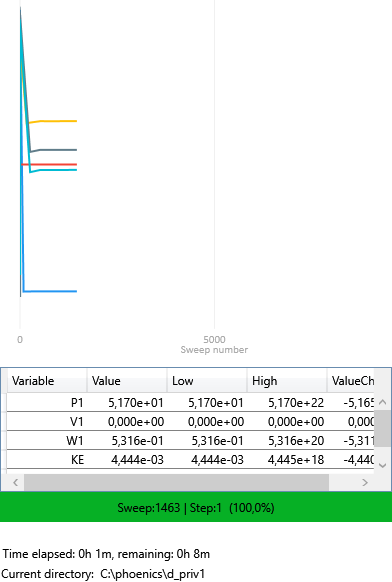 0 5000
Sweep number
Variable Value Low High ValueCh
P1 5,170e+01 5,170e+01 5,170e+22 -5,165
V1 0,000e+00 0,000e+00 0,000e+00 0,000
W1 5,316e-01 5,316e-01 5,316e+20 -5,311
KE 4,444e-03 4,444e-03 4,445e+18 -4,440
Sweep:1463 | Step:1 (100,0%)
Time elapsed: 0h 1m, remaining: 0h 8m
Current directory: C:\phoenics\d_priv1